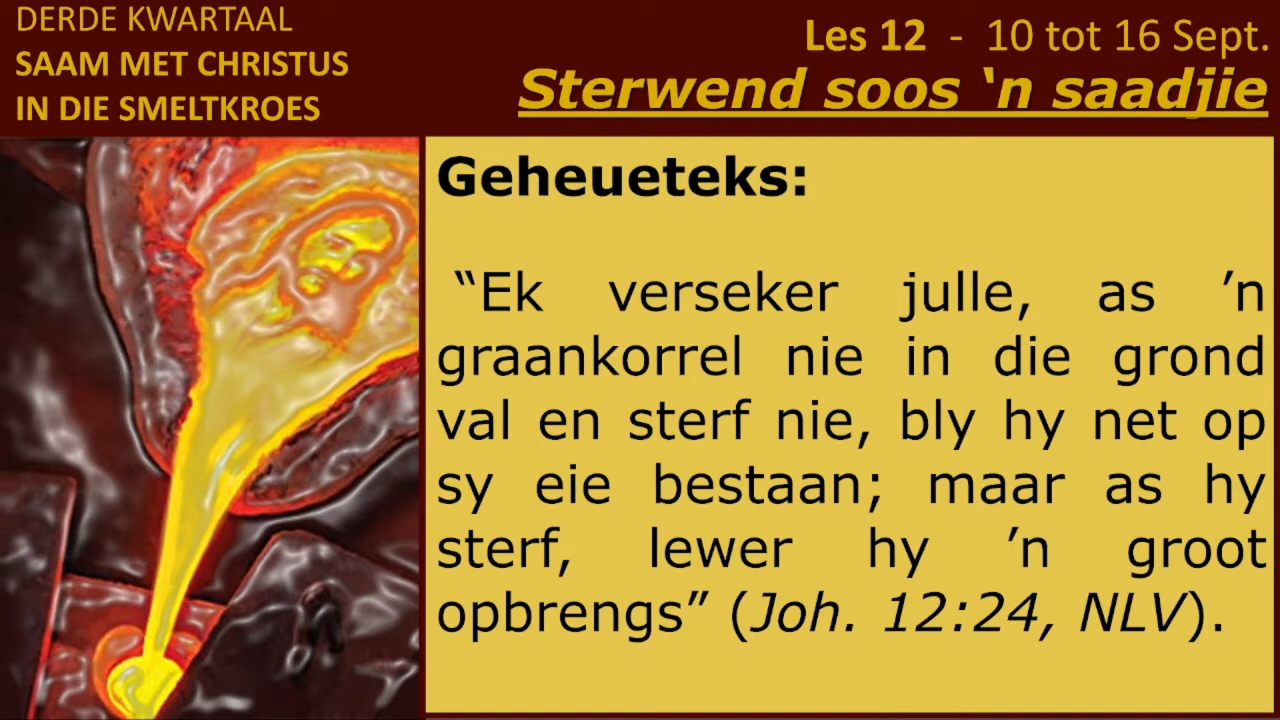 DERDE KWARTAAL
SAAM MET CHRISTUS
IN DIE SMELTKROES
Les 12 - 10 tot 16 Sept.
Sterwend soos ‘n saadjie
Geheueteks:
“Ek verseker julle, as ’n
graankorrel nie in die grond
val en sterf nie, bly hy net op
sy eie bestaan; maar as hy
sterf, lewer hy ’n groot
opbrengs” (Joh. 12:24, NLV).